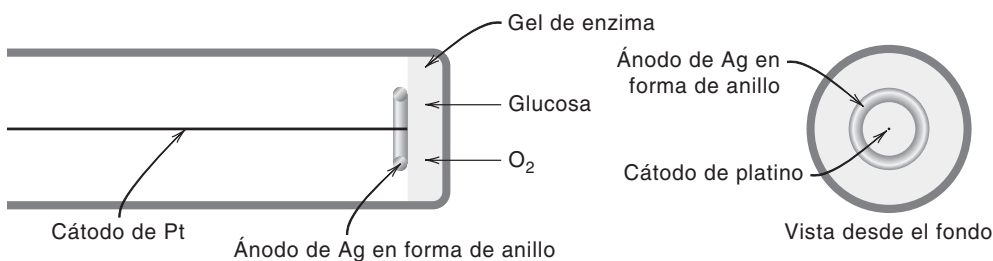 Gel de enzima
Glucosa
O₂
Cátodo de Pt
Ánodo de Ag en forma de anillo
Ánodo de Ag en
forma de anillo
Cátodo de platino
Vista desde el fondo